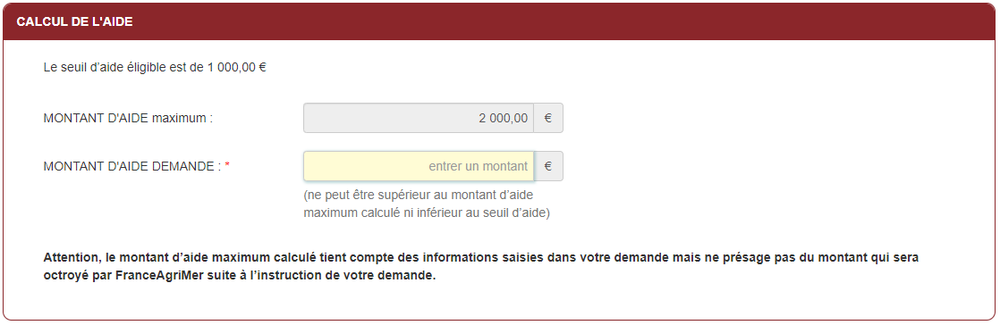 CALCUL DE L'AIDE
Le seuil d’aide éligible est de 1 000,00 €
MONTANT D'AIDE maximum : 2 000,00 €
MONTANT D'AIDE DEMANDE : * entrer un montant €
(ne peut être supérieur au montant d’aide
maximum calculé ni inférieur au seuil d’aide)
Attention, le montant d’aide maximum calculé tient compte des informations saisies dans votre demande mais ne présage pas du montant qui sera
octroyé par FranceAgriMer suite à l’instruction de votre demande.